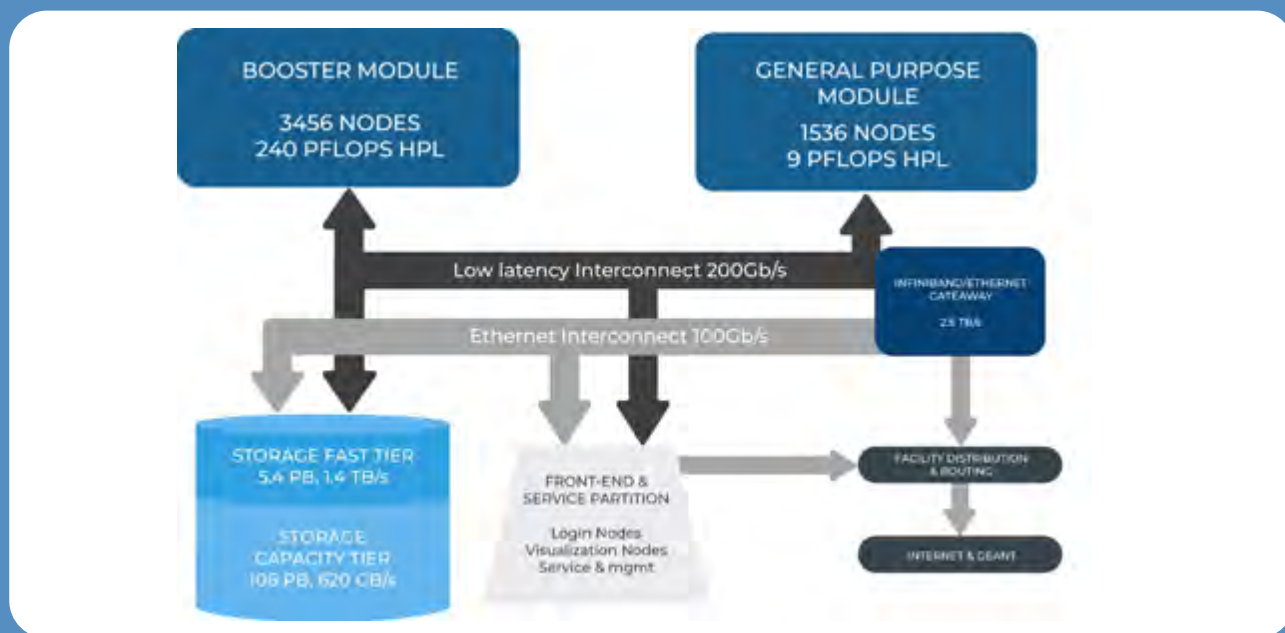 BOOSTER MODULE
3456 NODES
240 PFLOPS HPL
GENERAL PURPOSE
MODULE
1536 NODES
9 PFLOPS HPL
Low latency Interconnect 200Gb/s
INFINIBAND/ETHERNET
GATEAWAY
2.5 TB/s
Ethernet Interconnect 100Gb/s
STORAGE FAST TIER
5.4 PB, 1.4 TB/s
STORAGE
CAPACITY TIER
106 PB, 620 GB/s
FRONT-END &
SERVICE PARTITION
Login Nodes
Visualization Nodes
Service & mgmt
FACILITY DISTRIBUTION
& ROUTING
INTERNET & GEANT